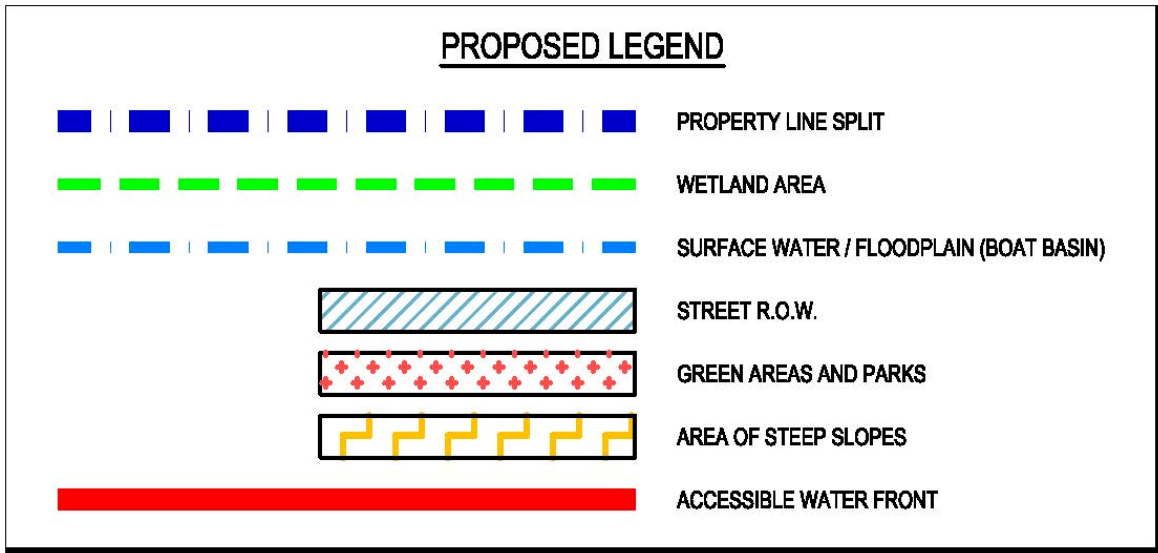 PROPOSED LEGEND
PROPERTY LINE SPLIT
WETLAND AREA
SURFACE WATER / FLOODPLAIN (BOAT BASIN)
STREET R.O.W.
GREEN AREAS AND PARKS
AREA OF STEEP SLOPES
ACCESSIBLE WATER FRONT